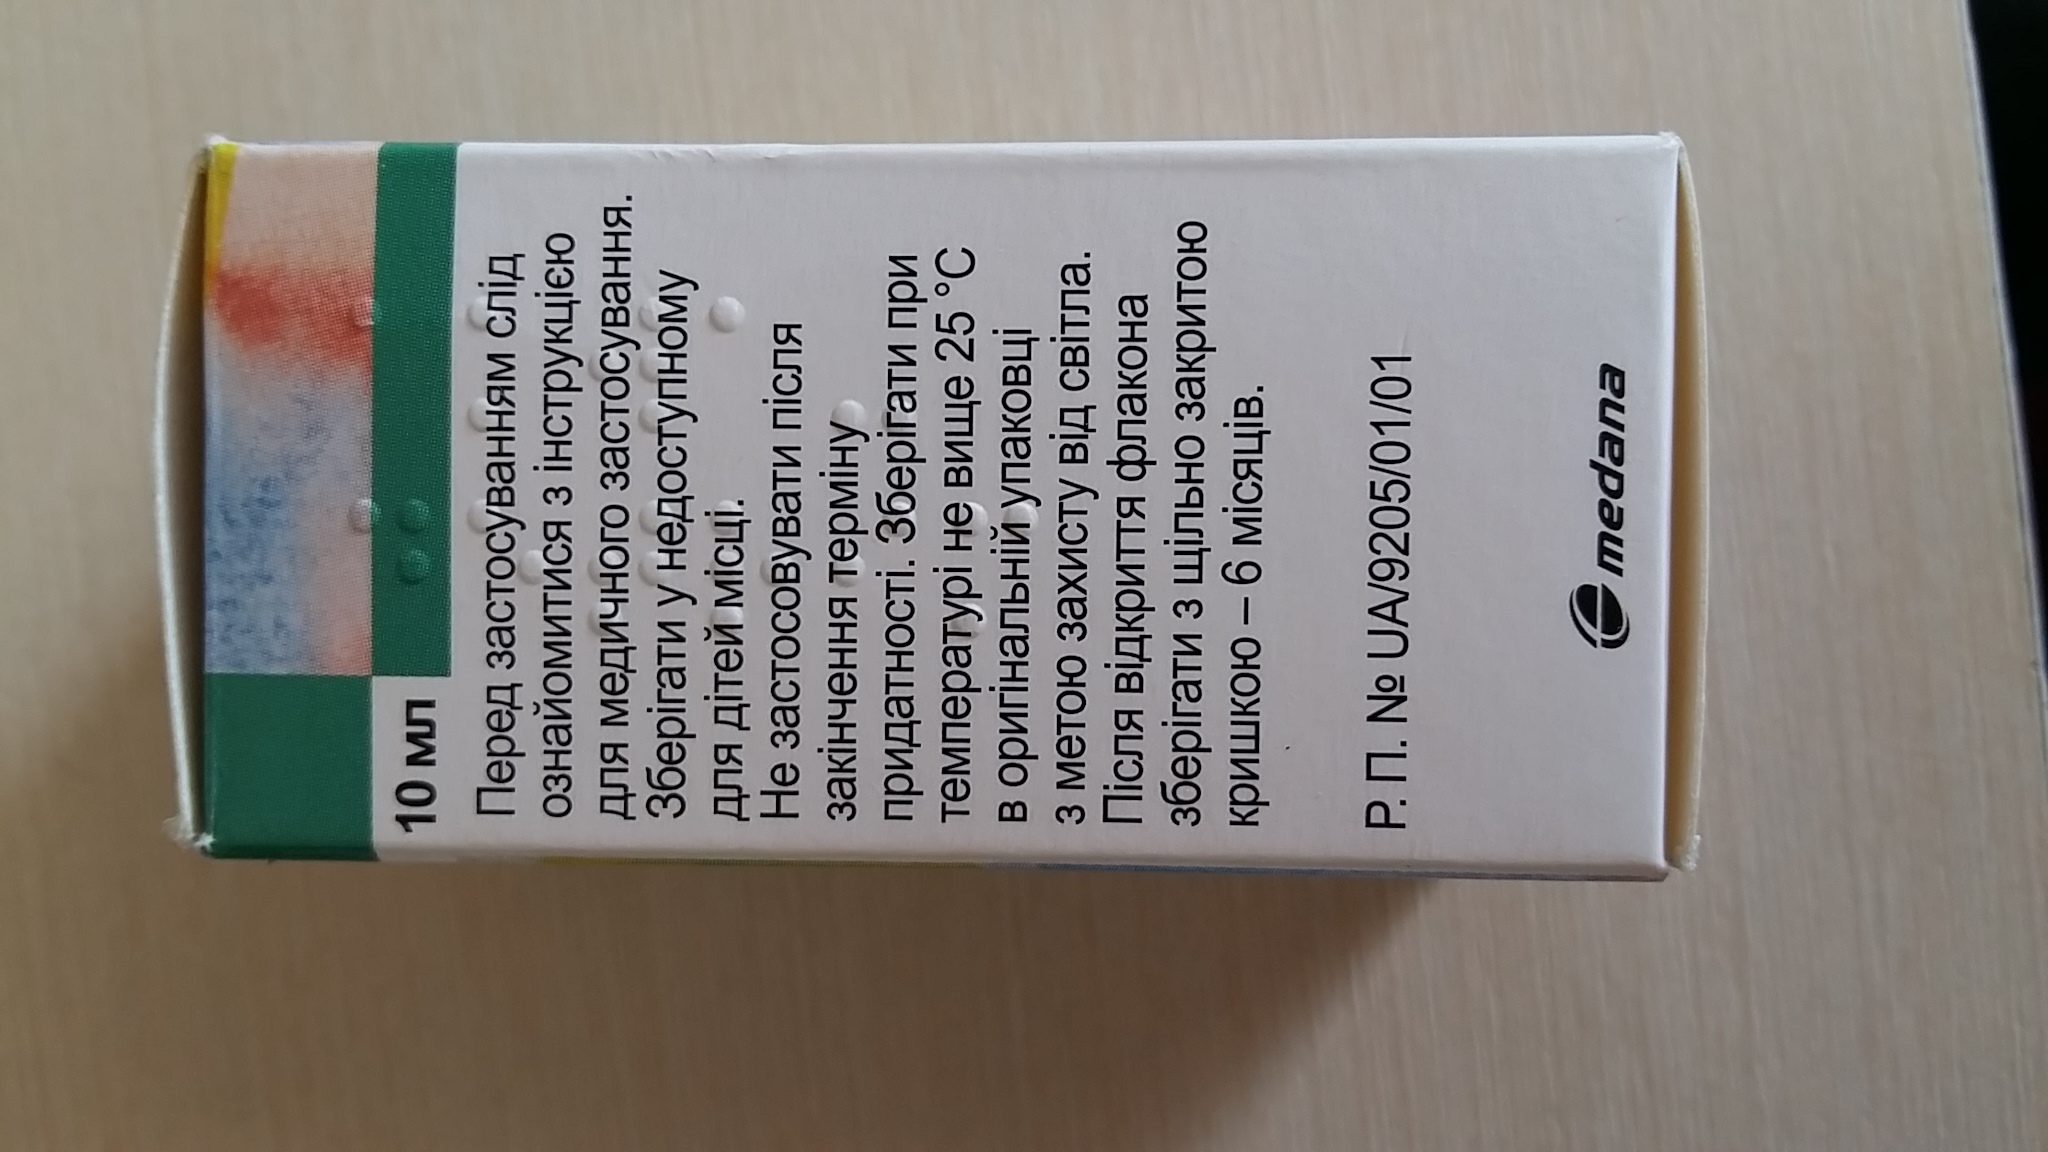 10 мл
Перед застосуванням слід
ознайомитися з інструкцією
для медичного застосування.
Зберігати у недоступному
для дітей місці.
Не застосовувати після
закінчення терміну
придатності. Зберігати при
температурі не вище 25 °С
в оригінальній упаковці
з метою захисту від світла.
Після відкриття флакона
зберігати з щільно закритою
кришкою – 6 місяців.
Р. П. № UA/9205/01/01
medana